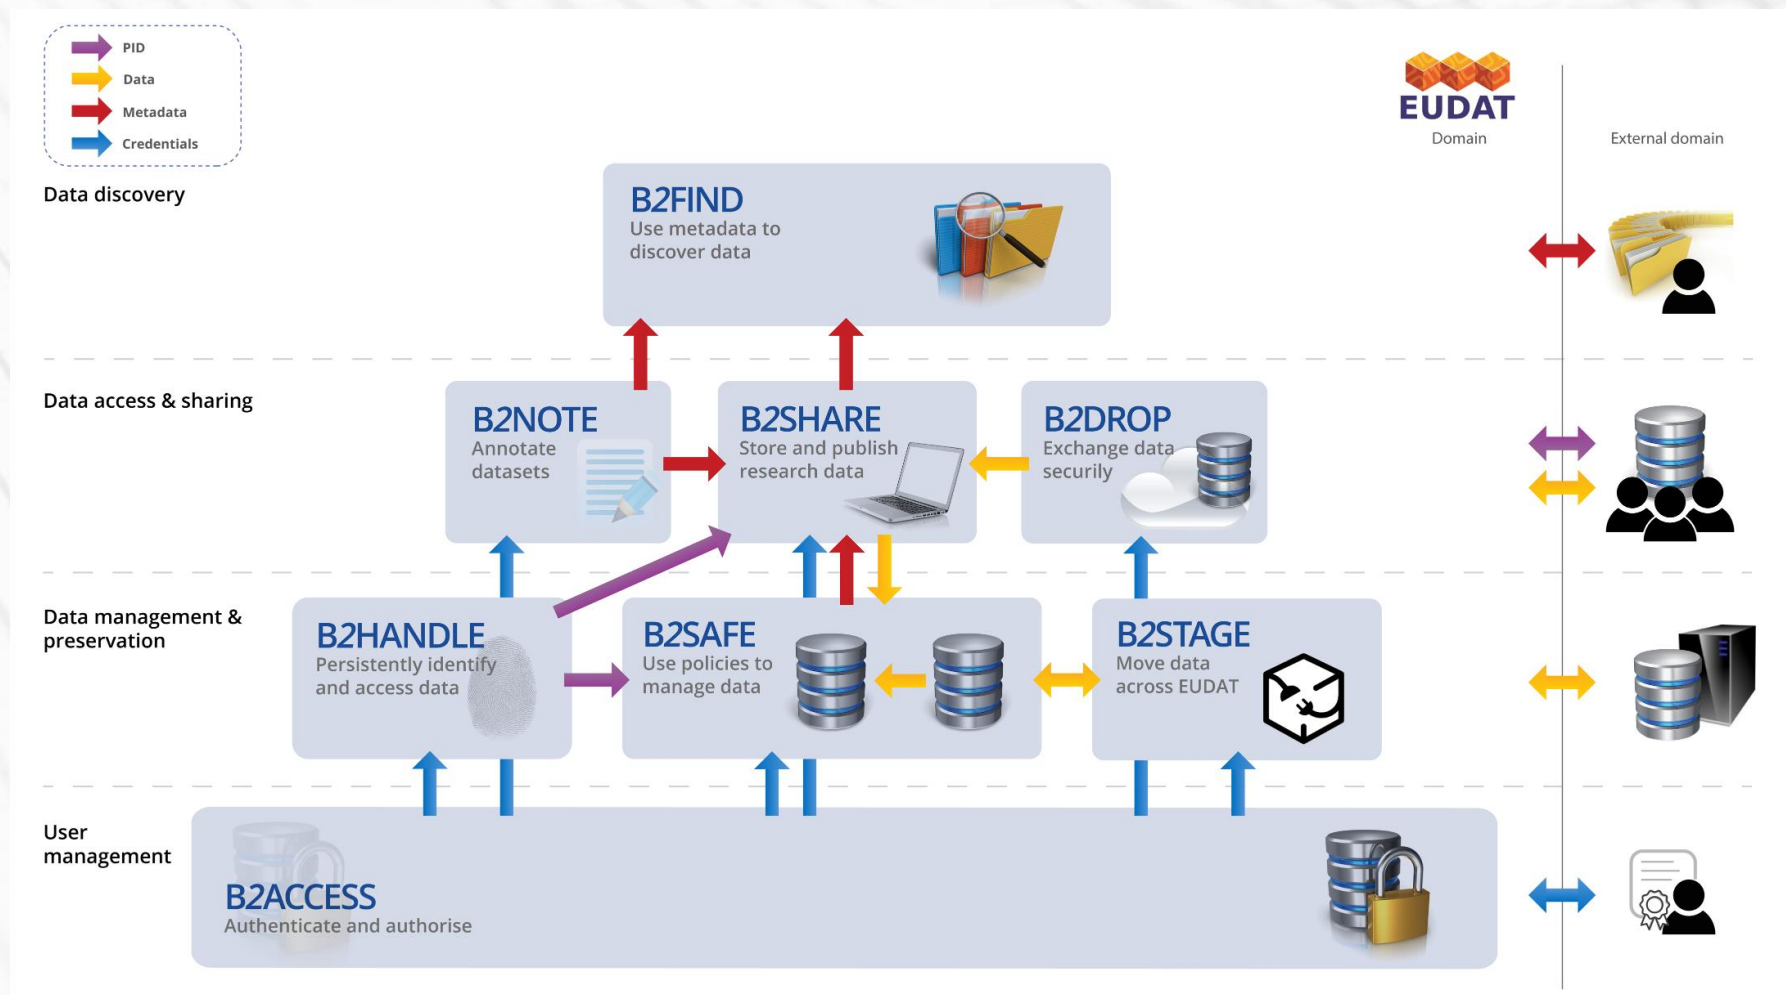 PID
Data
Metadata
Credentials
EUDAT
Domain
External domain
Data discovery
B2FIND
Use metadata to
discover data
Data access & sharing
B2NOTE
Annotate
datasets
B2SHARE
Store and publish
research data
B2DROP
Exchange data
securily
Data management &
preservation
B2HANDLE
Persistently identify
and access data
B2SAFE
Use policies to
manage data
B2STAGE
Move data
across EUDAT
User
management
B2ACCESS
Authenticate and authorise